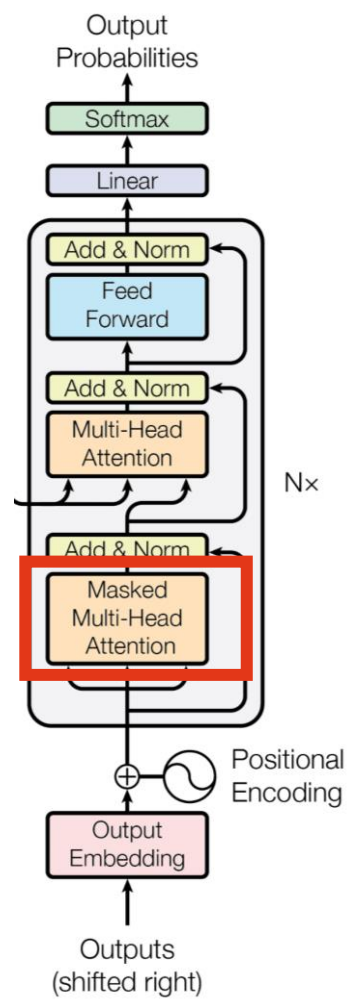 Output
Probabilities
Softmax
Linear
Add & Norm
Feed
Forward
Add & Norm
Multi-Head
Attention
N×
Add & Norm
Masked
Multi-Head
Attention
Positional
Encoding
Output
Embedding
Outputs
(shifted right)